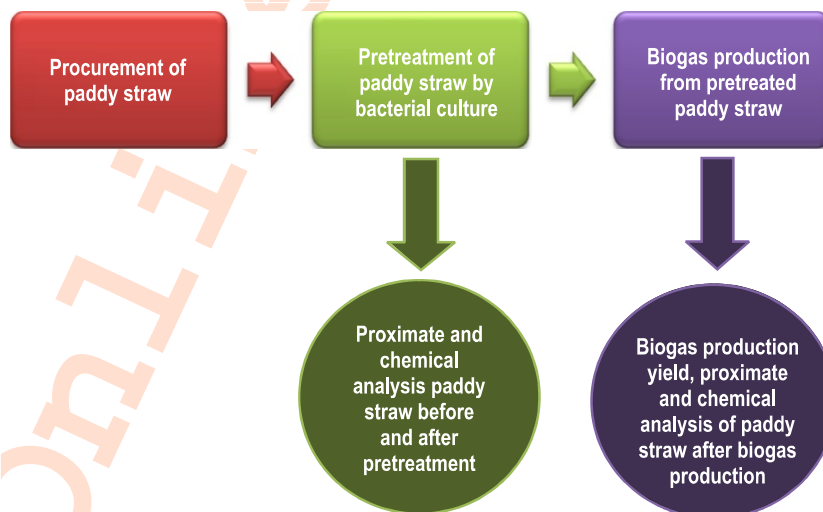 Procurement of
paddy straw
Pretreatment of
paddy straw by
bacterial culture
Biogas production
from pretreated
paddy straw
Proximate and
chemical
analysis paddy
straw before
and after
pretreatment
Biogas production
yield, proximate
and chemical
analysis of paddy
straw after biogas
production
Onli